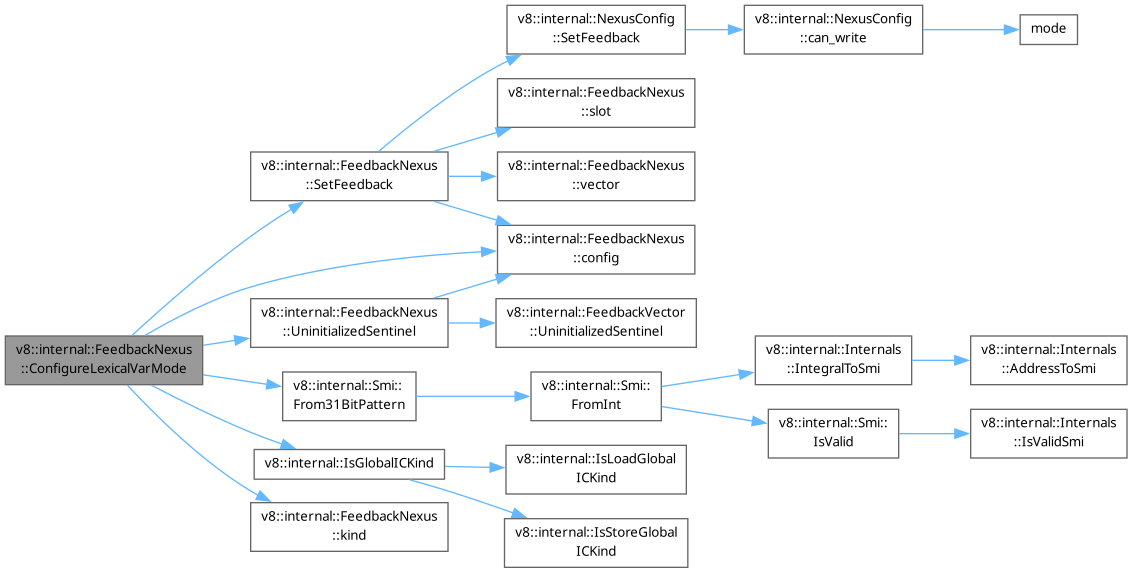 v8::internal::NexusConfig
::SetFeedback
v8::internal::NexusConfig
::can_write
mode
v8::internal::FeedbackNexus
::slot
v8::internal::FeedbackNexus
::SetFeedback
v8::internal::FeedbackNexus
::vector
v8::internal::FeedbackNexus
::config
v8::internal::FeedbackNexus
::UninitializedSentinel
v8::internal::FeedbackVector
::UninitializedSentinel
v8::internal::FeedbackNexus
::ConfigureLexicalVarMode
v8::internal::Internals
::IntegralToSmi
v8::internal::Internals
::AddressToSmi
v8::internal::Smi::
From31BitPattern
v8::internal::Smi::
FromInt
v8::internal::Smi::
IsValid
v8::internal::Internals
::IsValidSmi
v8::internal::IsGlobalICKind
v8::internal::IsLoadGlobal
ICKind
v8::internal::FeedbackNexus
::kind
v8::internal::IsStoreGlobal
ICKind